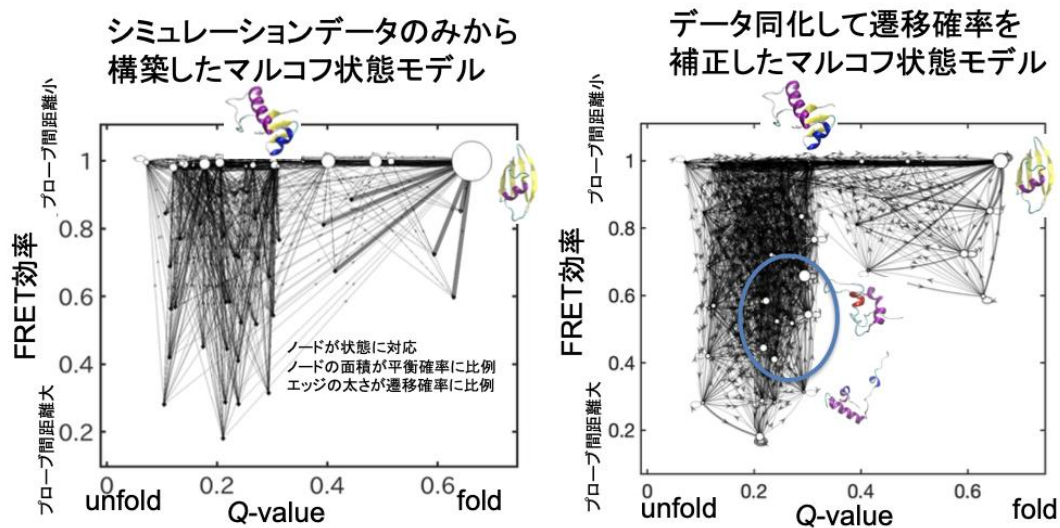 シミュレーションデータのみから
構築したマルコフ状態モデル
プローブ間距離小
FRET効率
プローブ間距離大
1
0.8
0.6
0.4
0.2
ノードが状態に対応
ノードの面積が平衡確率に比例
エッジの太さが遷移確率に比例
0
0.2
0.4
0.6
unfold
Q-value
fold
データ同化して遷移確率を
補正したマルコフ状態モデル
プローブ間距離小
FRET効率
プローブ間距離大
1
0.8
0.6
0.4
0.2
0
0.2
0.4
0.6
unfold
Q-value
fold